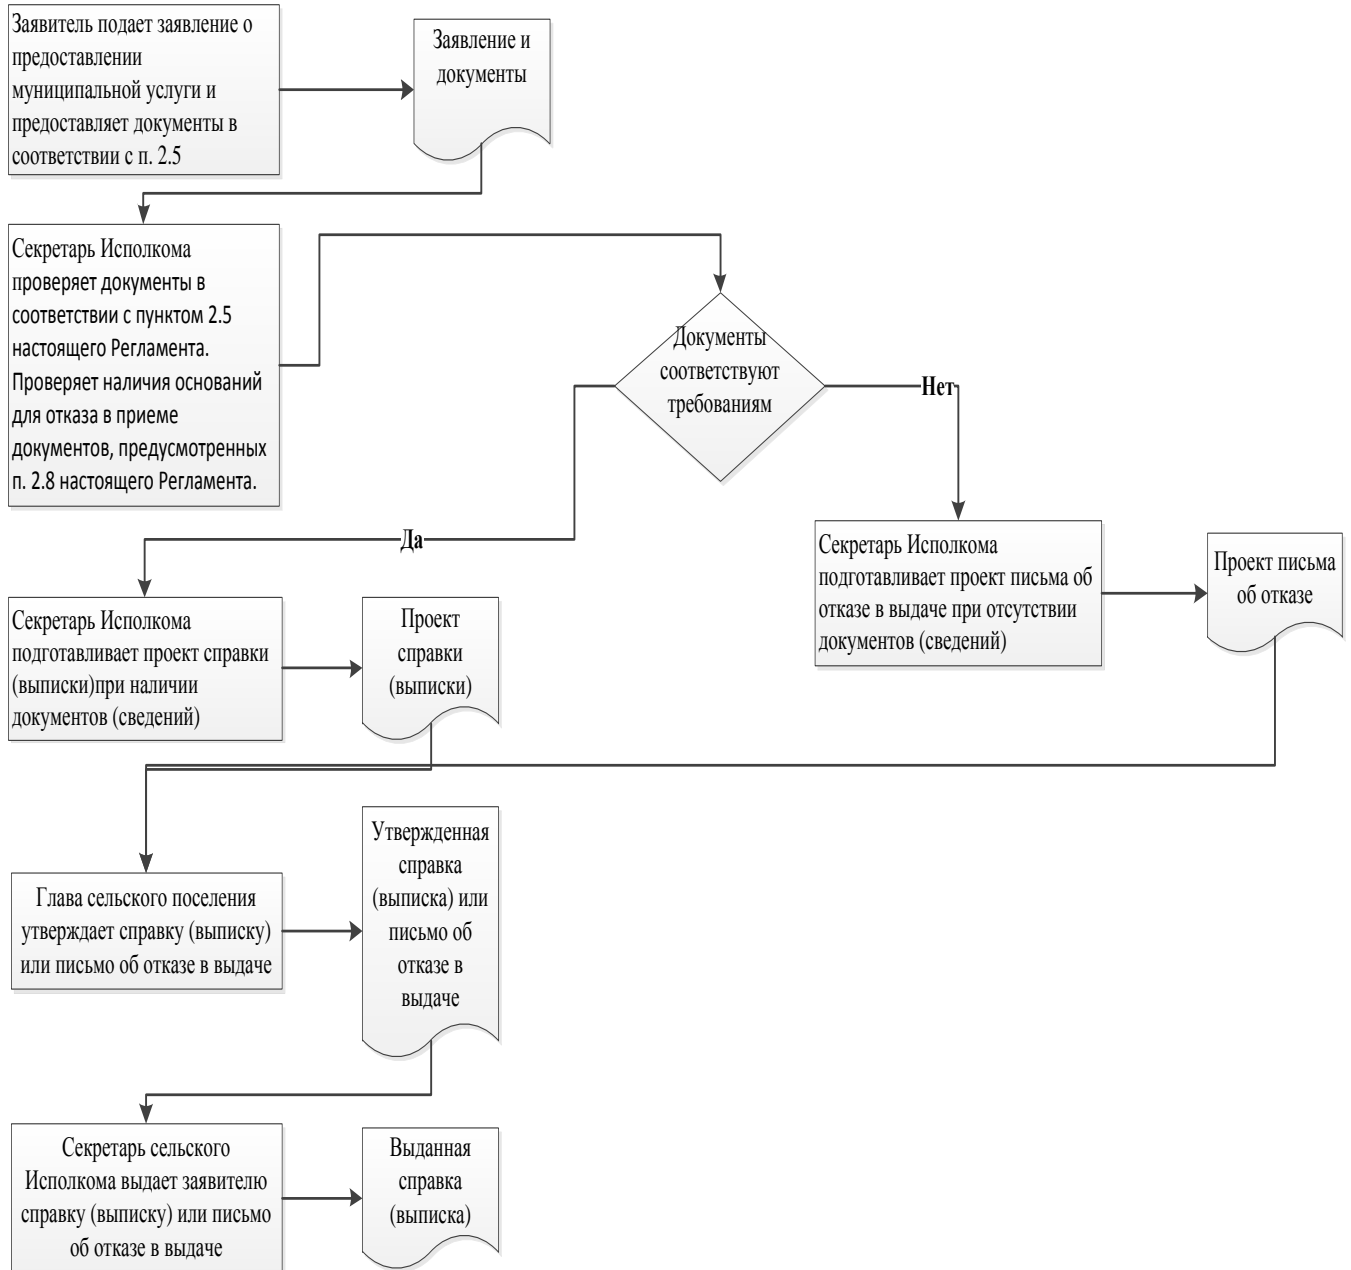 Заявитель подает заявление о
предоставлении
муниципальной услуги и
предоставляет документы в
соответствии с п. 2.5
Заявление и
документы
Секретарь Исполкома
проверяет документы в
соответствии с пунктом 2.5
настоящего Регламента.
Проверяет наличия оснований
для отказа в приеме
документов, предусмотренных
п. 2.8 настоящего Регламента.
Документы
соответствуют
требованиям
Нет
Да
Секретарь Исполкома
подготавливает проект письма об
отказе в выдаче при отсутствии
документов (сведений)
Проект письма
об отказе
Секретарь Исполкома
подготавливает проект справки
(выписки)при наличии
документов (сведений)
Проект
справки
(выписки)
Глава сельского поселения
утверждает справку (выписку)
или письмо об отказе в выдаче
Утвержденная
справка
(выписка) или
письмо об
отказе в
выдаче
Секретарь сельского
Исполкома выдает заявителю
справку (выписку) или письмо
об отказе в выдаче
Выданная
справка
(выписка)